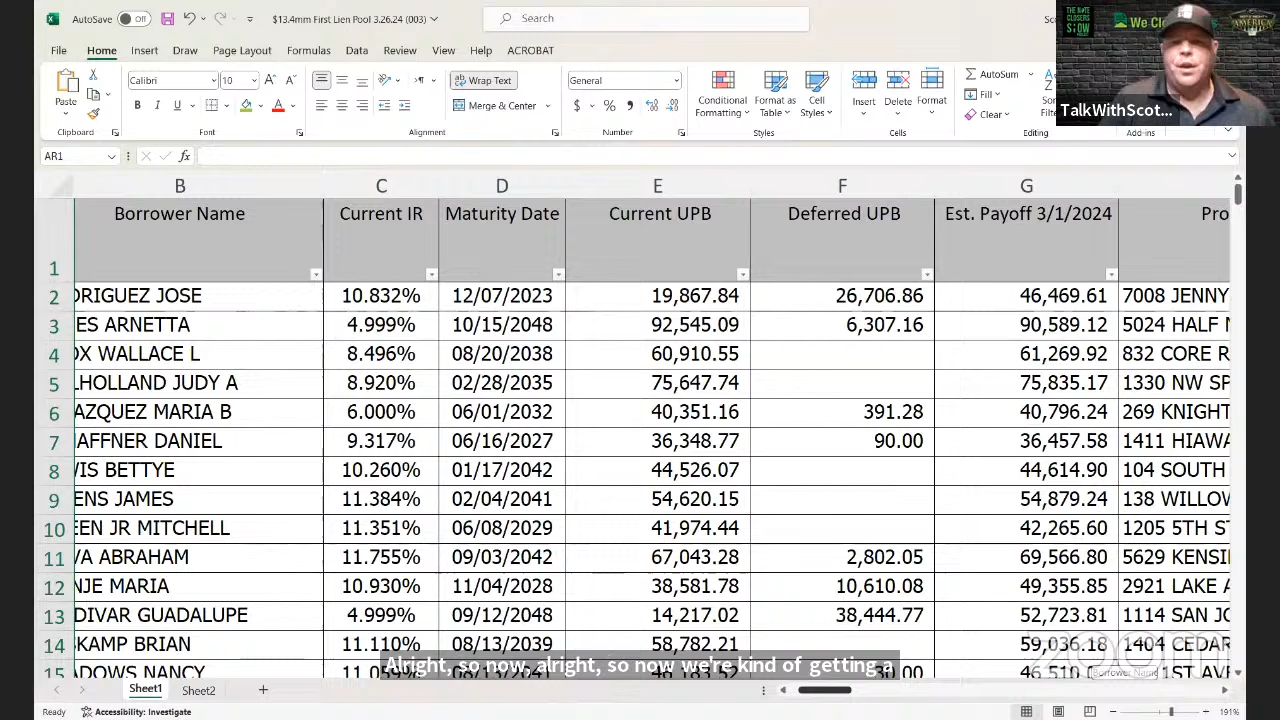 AutoSave Off $13.4mm First Lien Pool 3.26.24 (003) Search
THE NOTE CLOSERS SHOW
We Clo
File Home Insert Draw Page Layout Formulas Data Review View Help ACROBAT
Calibri 10 Wrap Text General AutoSum
Paste B I U Merge & Center $ % Conditional Formatting Format as Table Cell Styles Insert Delete Format Fill Clear
TalkWithScot...
Clipboard Font Alignment Number Styles Cells Editing Add-ins
AR1 fx
B C D E F G
1 Borrower Name Current IR Maturity Date Current UPB Deferred UPB Est. Payoff 3/1/2024 Pro
2 DRIGUEZ JOSE 10.832% 12/07/2023 19,867.84 26,706.86 46,469.61 7008 JENNY
3 ES ARNETTA 4.999% 10/15/2048 92,545.09 6,307.16 90,589.12 5024 HALF
4 OX WALLACE L 8.496% 08/20/2038 60,910.55 61,269.92 832 CORE R
5 LHOLLAND JUDY A 8.920% 02/28/2035 75,647.74 75,835.17 1330 NW SP
6 AZQUEZ MARIA B 6.000% 06/01/2032 40,351.16 391.28 40,796.24 269 KNIGHT
7 AFFNER DANIEL 9.317% 06/16/2027 36,348.77 90.00 36,457.58 1411 HIAWA
8 WIS BETTYE 10.260% 01/17/2042 44,526.07 44,614.90 104 SOUTH
9 ENS JAMES 11.384% 02/04/2041 54,620.15 54,879.24 138 WILLOW
10 EEN JR MITCHELL 11.351% 06/08/2029 41,974.44 42,265.60 1205 5TH ST
11 VA ABRAHAM 11.755% 09/03/2042 67,043.28 2,802.05 69,566.80 5629 KENSI
12 NJE MARIA 10.930% 11/04/2028 38,581.78 10,610.08 49,355.85 2921 LAKE A
13 DIVAR GUADALUPE 4.999% 09/12/2048 14,217.02 38,444.77 52,723.81 1114 SAN JO
14 SKAMP BRIAN 11.110% 08/13/2039 58,782.21 59,036.18 1404 CEDAR
zoom
Alright, so now, alright, so now we're kind of getting a
15 ADOWS NANCY
Borrower Name
Sheet1 Sheet2
Ready Accessibility: Investigate 191%